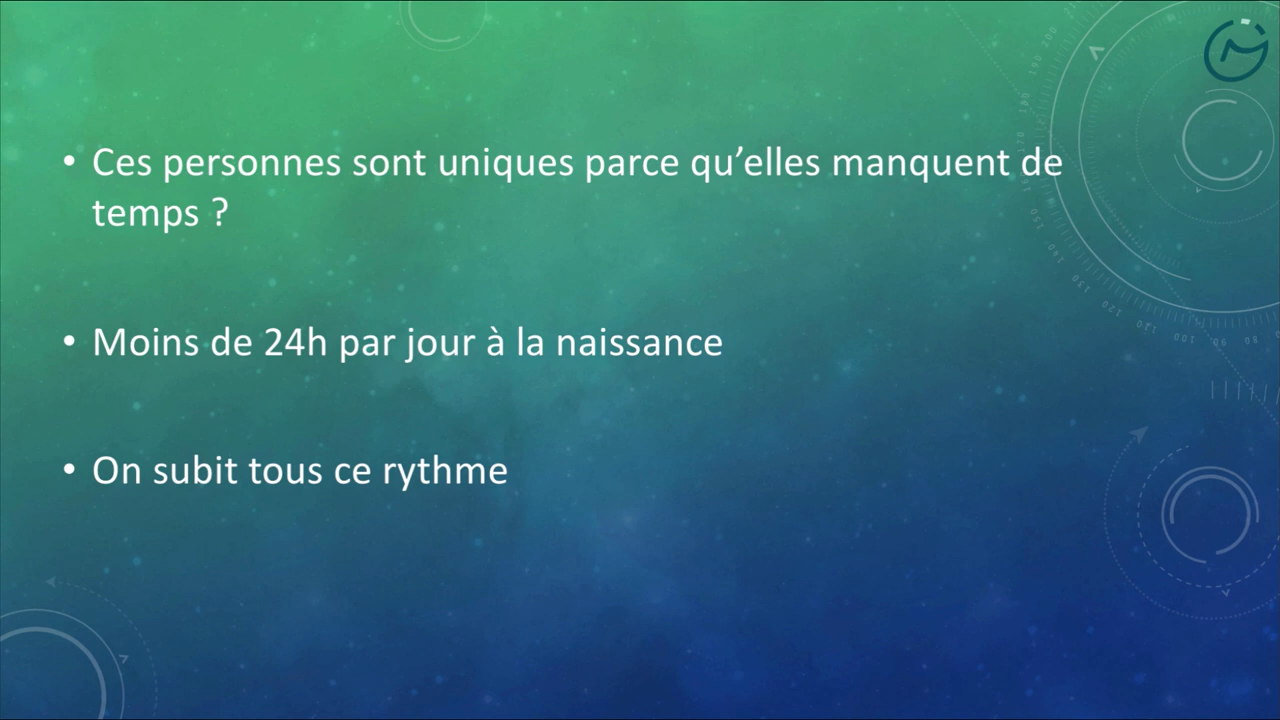 • Ces personnes sont uniques parce qu’elles manquent de
temps ?
• Moins de 24h par jour à la naissance
• On subit tous ce rythme